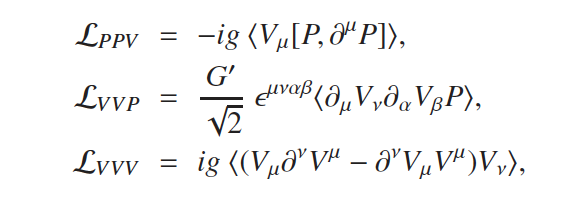 𝓛_{PPV} = −ig ⟨V_μ[P, ∂^μ P]⟩,
𝓛_{VVP} = \frac{G′}{√2} ϵ^{μναβ}⟨∂_μ V_ν ∂_α V_β P⟩,
𝓛_{VVV} = ig ⟨(V_μ ∂^ν V^μ − ∂^ν V_μ V^μ)V_ν⟩,